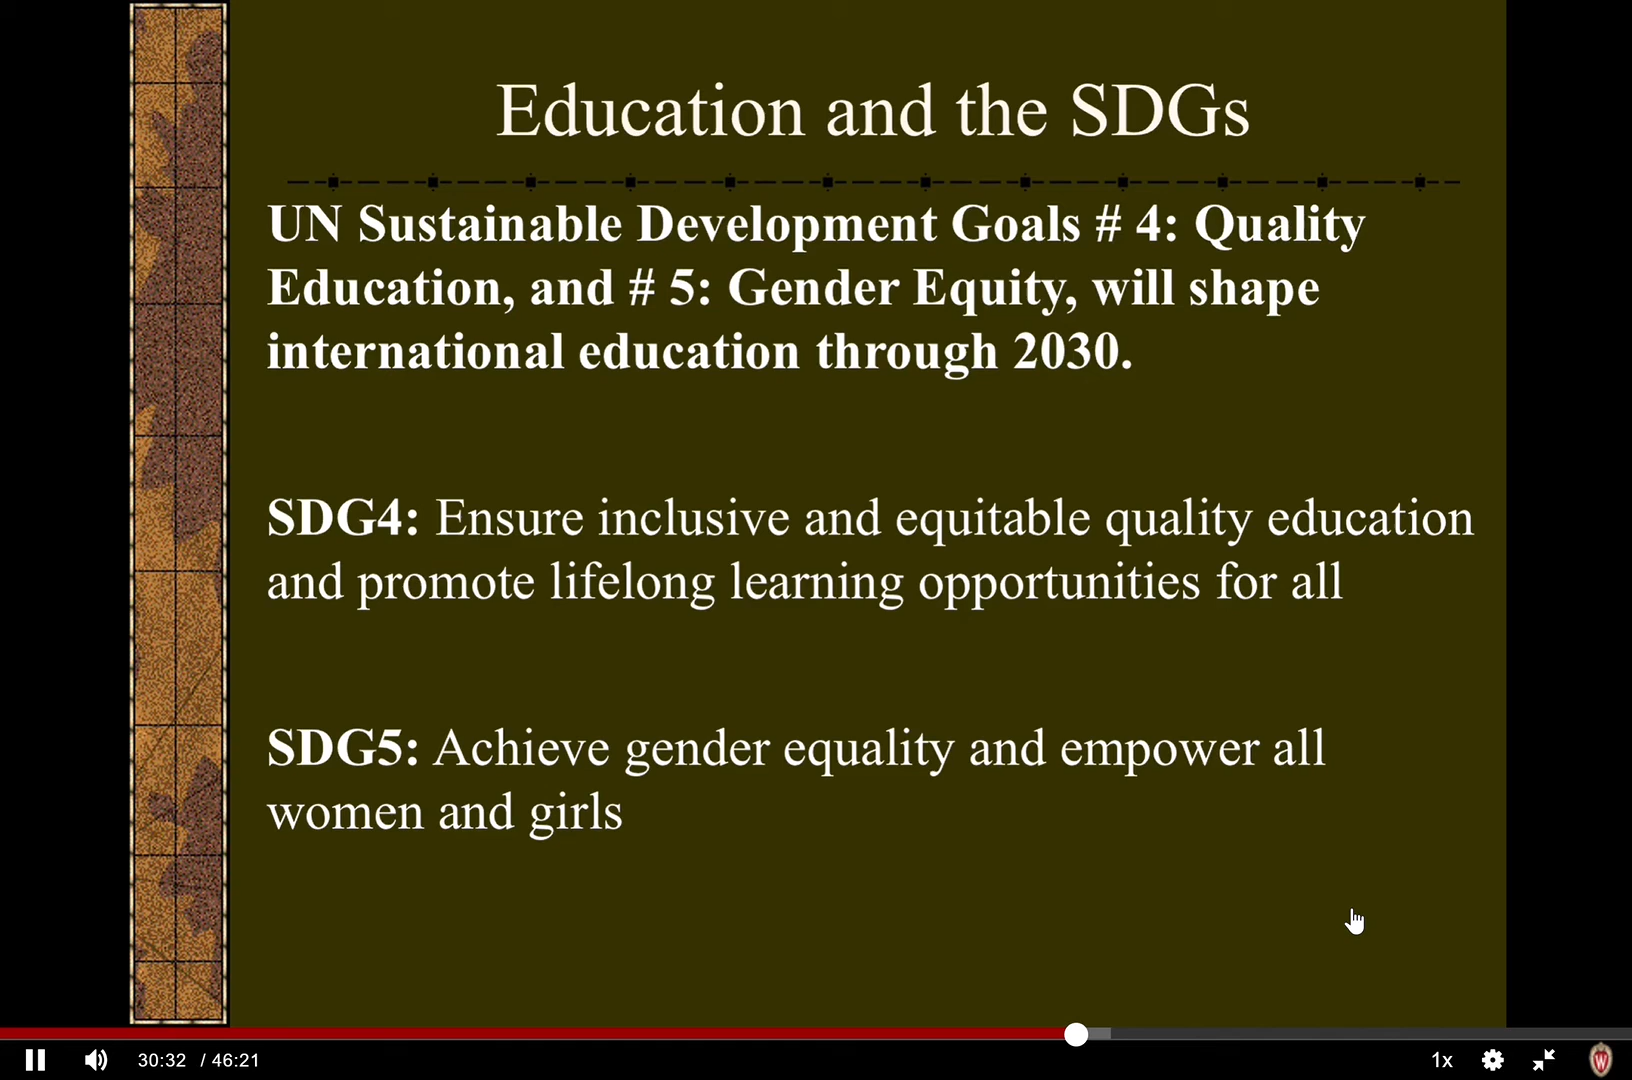 Education and the SDGs
UN Sustainable Development Goals # 4: Quality
Education, and # 5: Gender Equity, will shape
international education through 2030.
SDG4: Ensure inclusive and equitable quality education
and promote lifelong learning opportunities for all
SDG5: Achieve gender equality and empower all
women and girls
30:32 / 46:21
1x
W